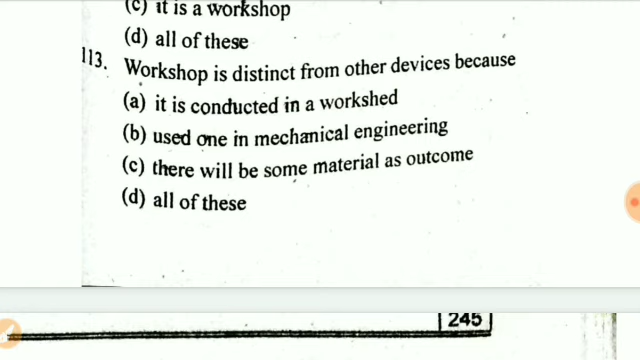 (c) it is a workshop
(d) all of these
113. Workshop is distinct from other devices because
(a) it is conducted in a workshed
(b) used one in mechanical engineering
(c) there will be some material as outcome
(d) all of these
245